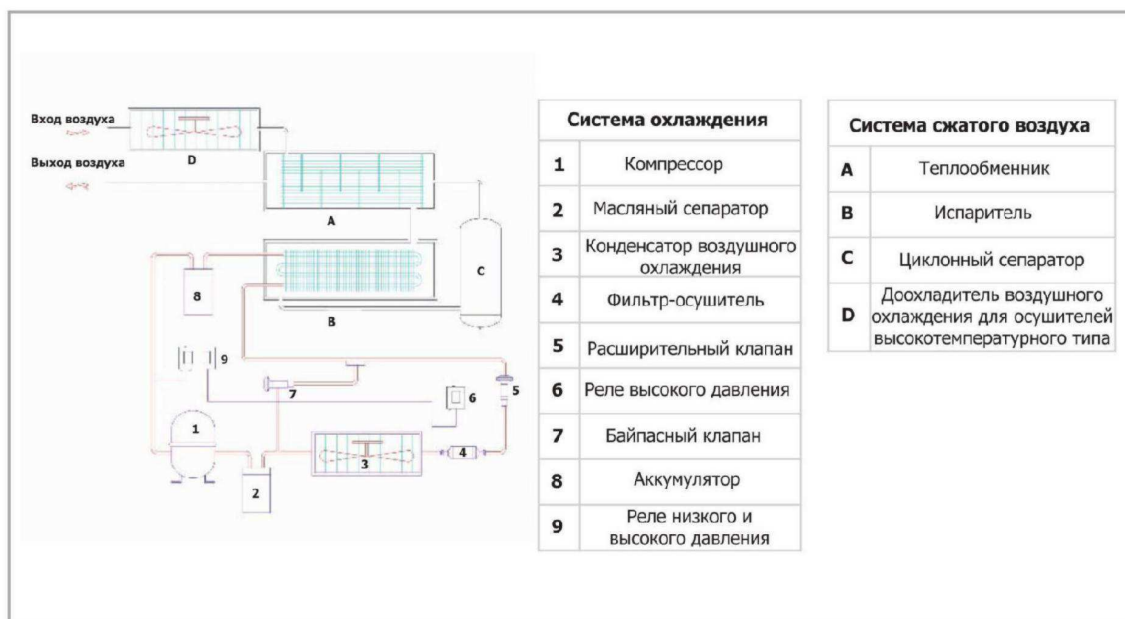 Вход воздуха
Выход воздуха
D
A
B
C
8
9
7
6
5
1
2
3
4
Система охлаждения
1 Компрессор
2 Масляный сепаратор
3 Конденсатор воздушного
охлаждения
4 Фильтр-осушитель
5 Расширительный клапан
6 Реле высокого давления
7 Байпасный клапан
8 Аккумулятор
9 Реле низкого и
высокого давления
Система сжатого воздуха
A Теплообменник
B Испаритель
C Циклонный сепаратор
D Доохладитель воздушного
охлаждения для осушителей
высокотемпературного типа